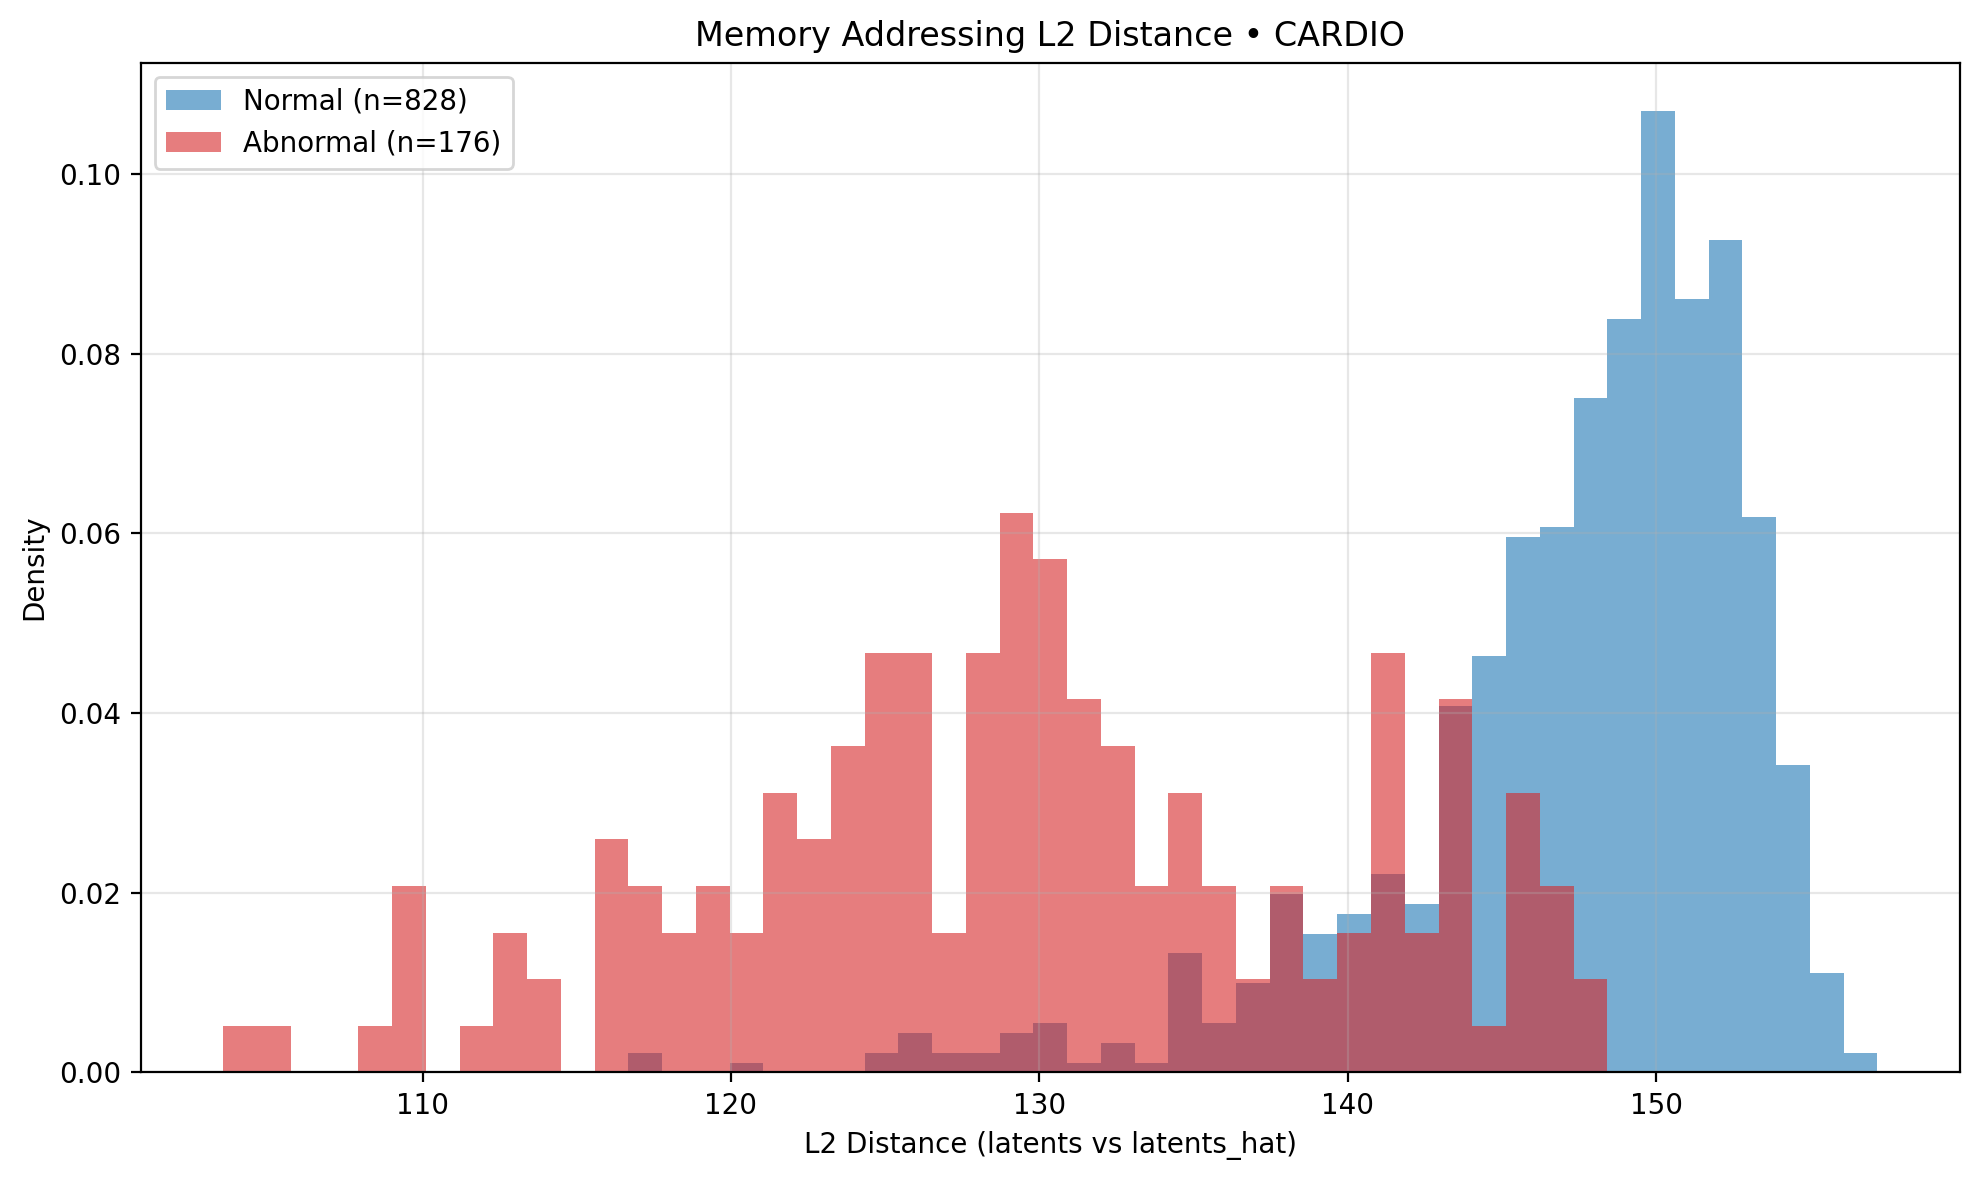 Memory Addressing L2 Distance • CARDIO
Normal (n=828)
Abnormal (n=176)
Density
0.10
0.08
0.06
0.04
0.02
0.00
110
120
130
140
150
L2 Distance (latents vs latents_hat)